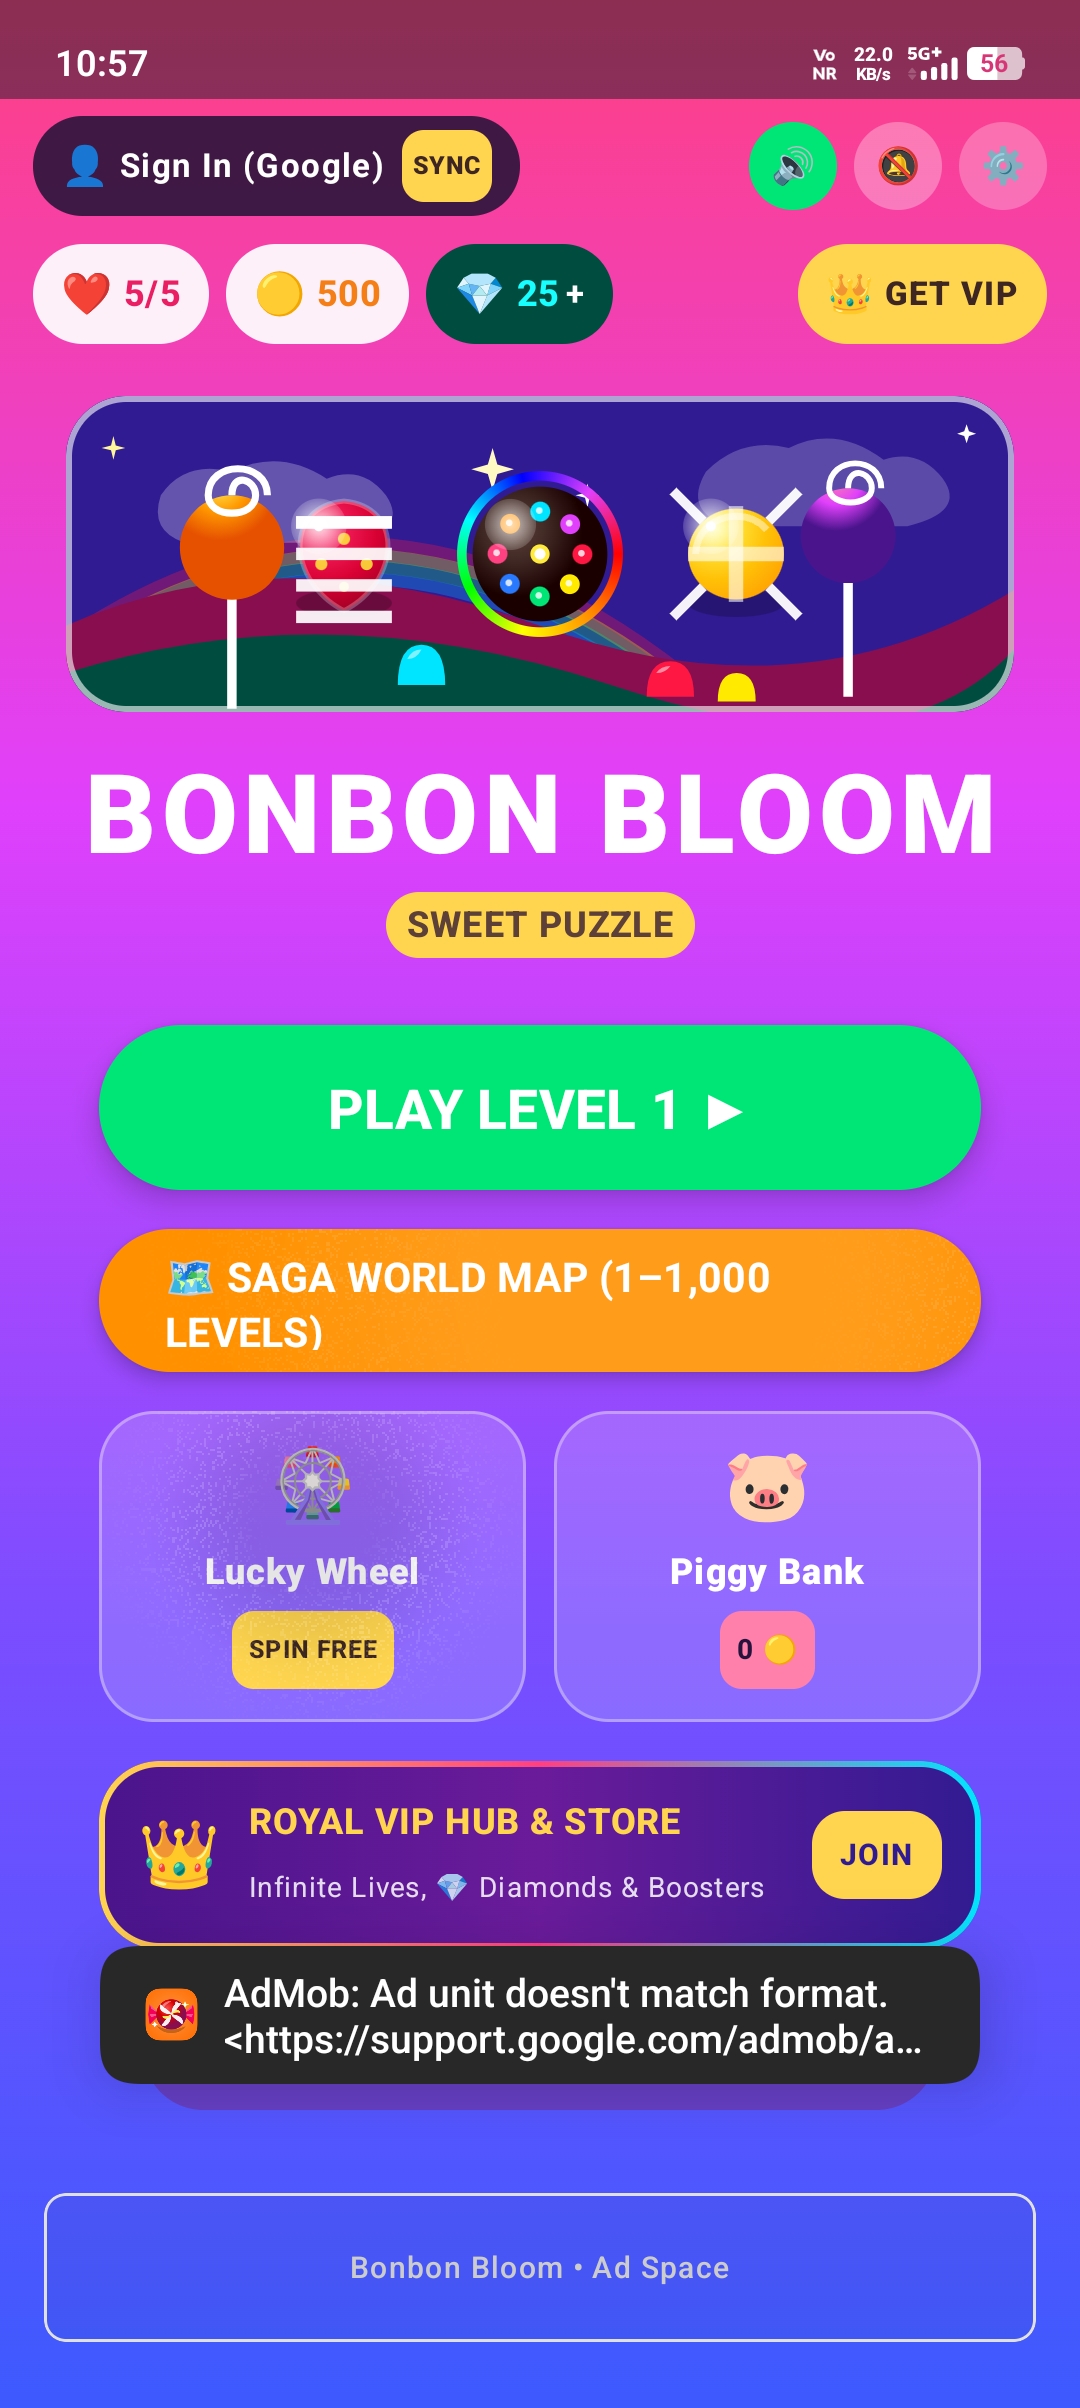 10:57
Vo NR
22.0 KB/s
5G+
56
Sign In (Google)
SYNC
5/5
500
25 +
GET VIP
BONBON BLOOM
SWEET PUZZLE
PLAY LEVEL 1 ▶
SAGA WORLD MAP (1–1,000
LEVELS)
Lucky Wheel
SPIN FREE
Piggy Bank
0
ROYAL VIP HUB & STORE
Infinite Lives, 💎 Diamonds & Boosters
JOIN
AdMob: Ad unit doesn't match format.
<https://support.google.com/admob/a...
Bonbon Bloom • Ad Space